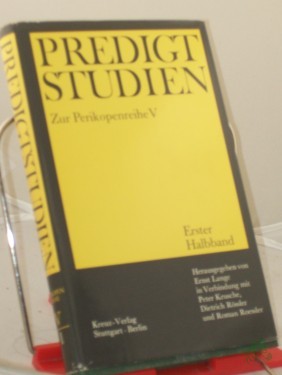 PREDIGT
STUDIEN
Zur Perikopenreihe V
Erster
Halbband
Herausgegeben von
Ernst Lange
in Verbindung mit
Peter Krusche,
Dietrich Rössler
und Roman Roessler
Kreuz-Verlag
Stuttgart · Berlin
PREDIGTSTUDIEN